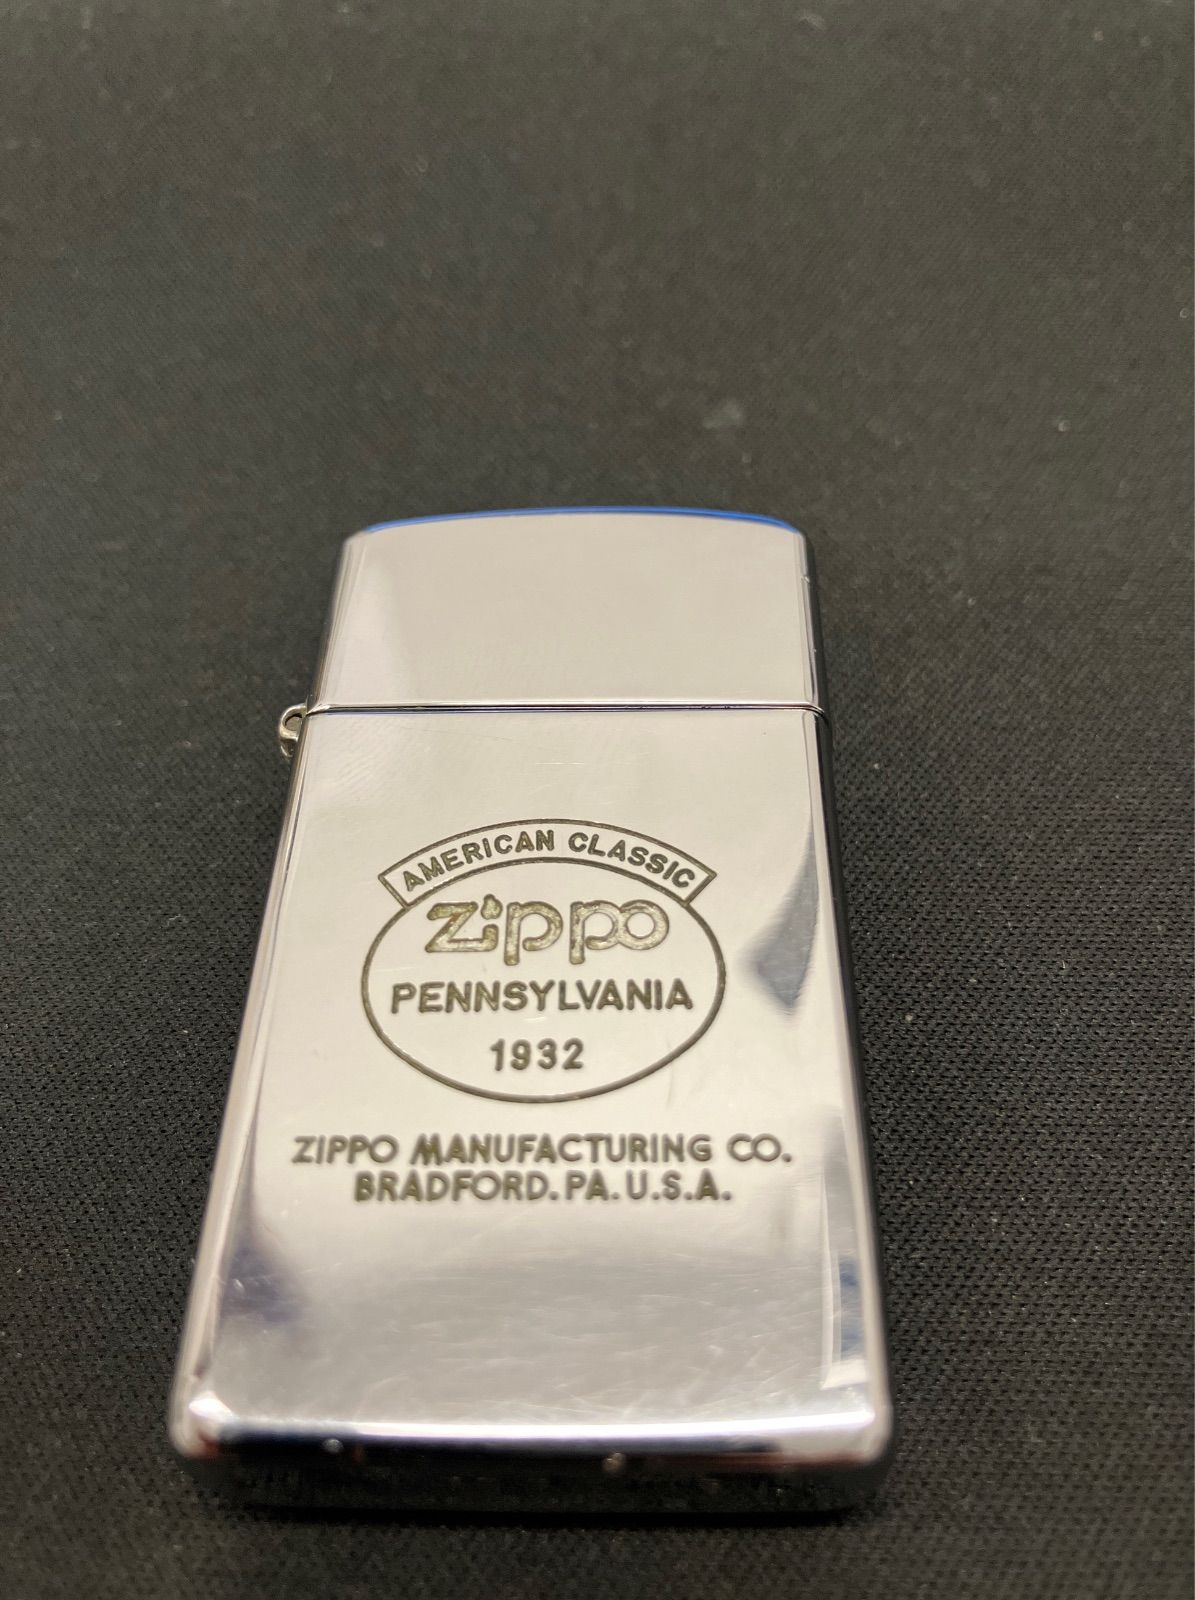 AMERICAN CLASSIC
Zippo
PENNSYLVANIA
1932
ZIPPO MANUFACTURING CO.
BRADFORD. PA. U.S.A.